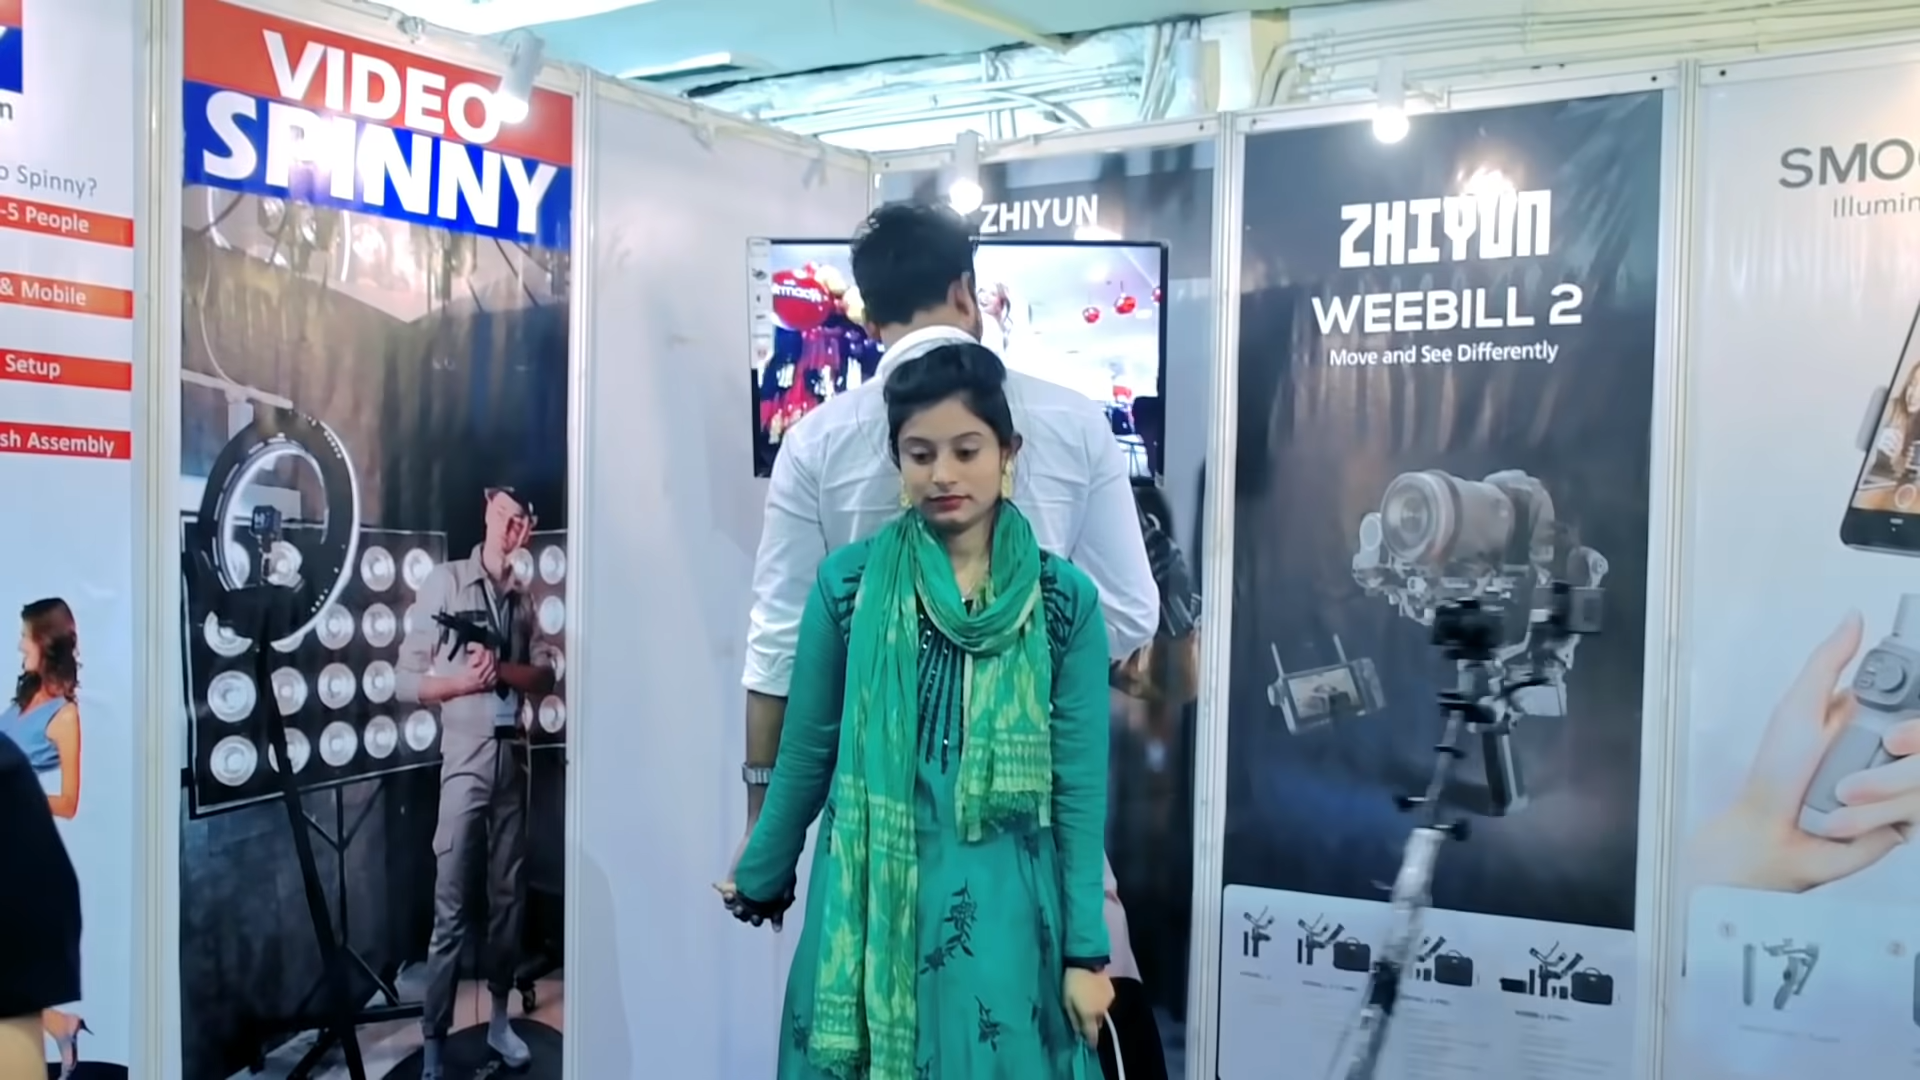 n
o Spinny?
-5 People
& Mobile
Setup
sh Assembly
VIDEO
SPINNY
ZHIYUN
ZHIYUN
WEEBILL 2
Move and See Differently
SMO
Illumin